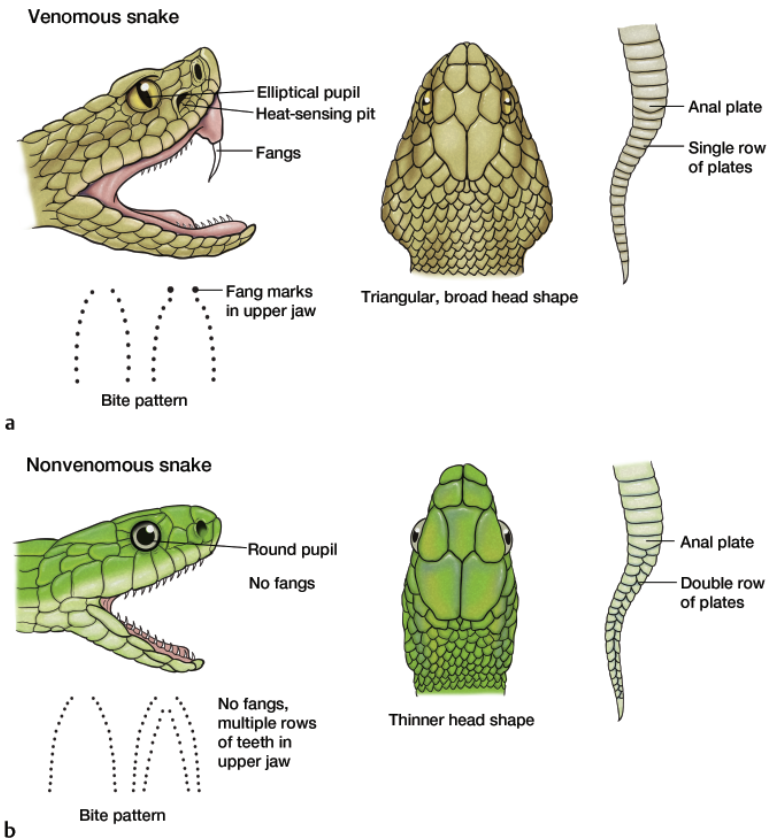 Venomous snake
Elliptical pupil
Heat-sensing pit
Fangs
Anal plate
Single row
of plates
Triangular, broad head shape
Fang marks
in upper jaw
Bite pattern
a
Nonvenomous snake
Round pupil
No fangs
Anal plate
Double row
of plates
Thinner head shape
No fangs,
multiple rows
of teeth in
upper jaw
Bite pattern
b